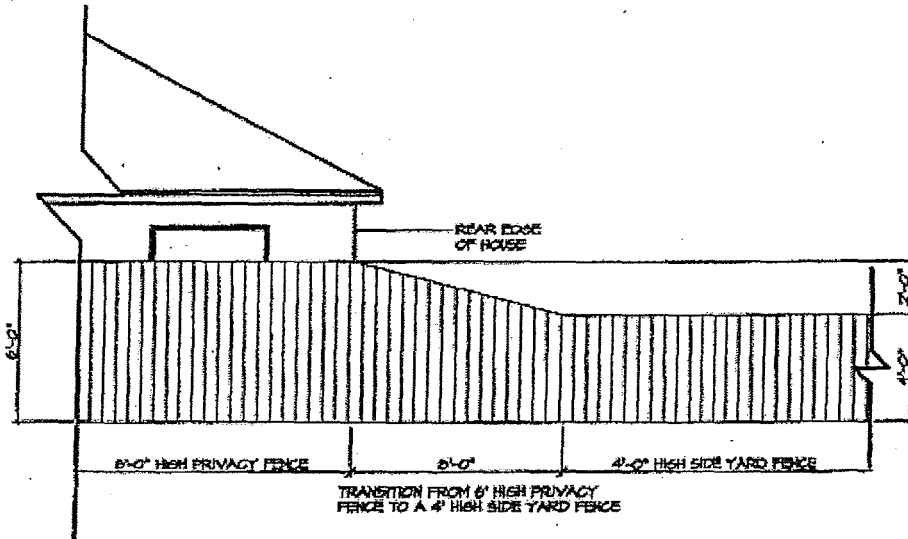 REAR EDGE
OF HOUSE
6'-0"
2'-0"
4'-0"
6'-0" HIGH PRIVACY FENCE
8'-0"
4'-0" HIGH SIDE YARD FENCE
TRANSITION FROM 6' HIGH PRIVACY
FENCE TO A 4' HIGH SIDE YARD FENCE